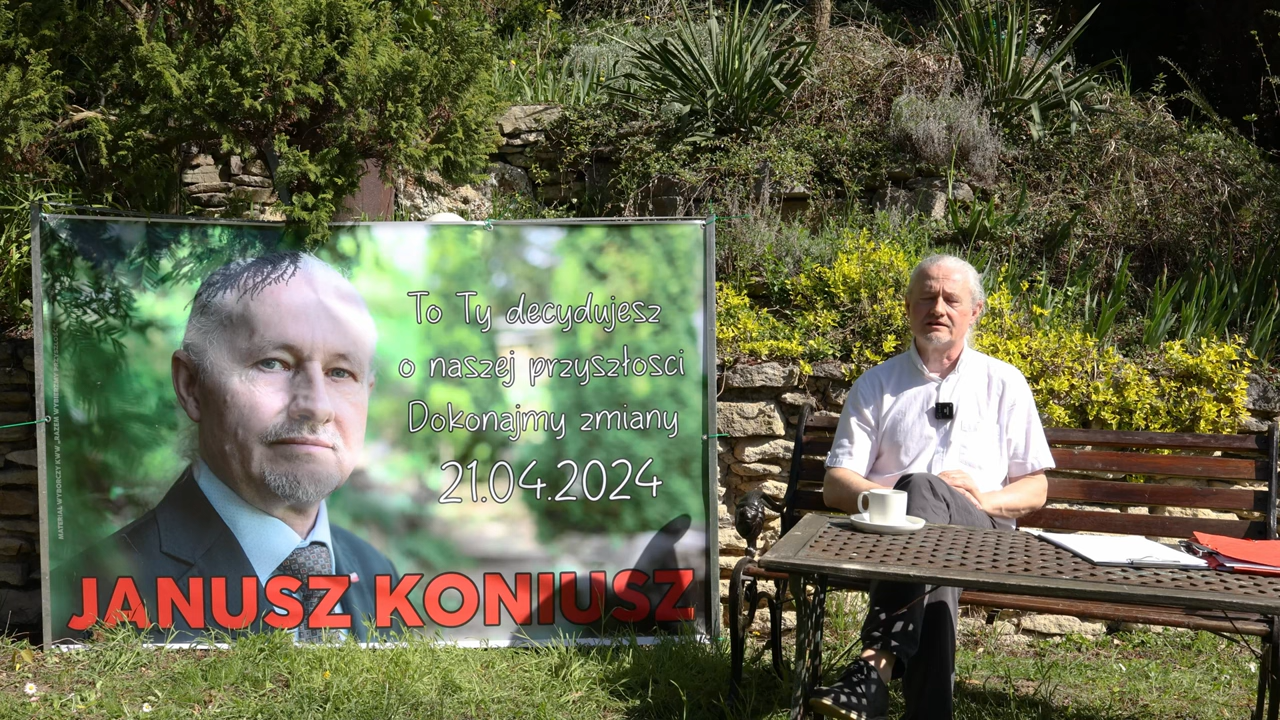 To Ty decydujesz
o naszej przyszłości
Dokonajmy zmiany
21.04.2024
JANUSZ KONIUSZ